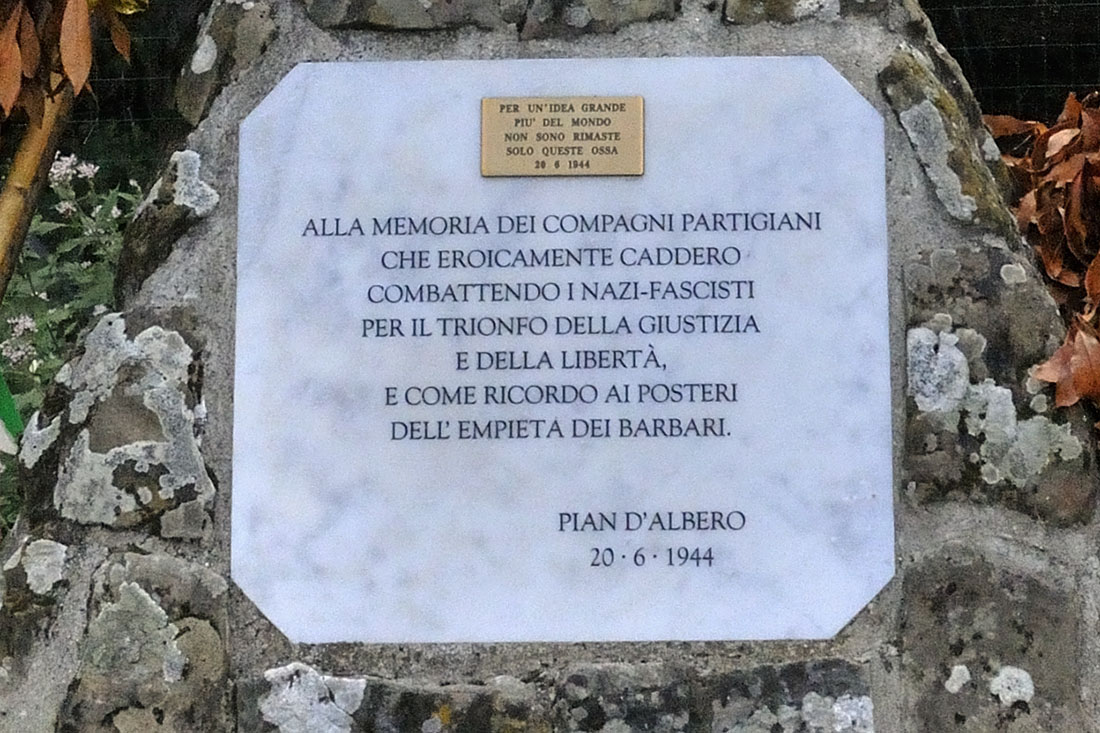 PER UN'IDEA GRANDE
PIU' DEL MONDO
NON SONO RIMASTE
SOLO QUESTE OSSA
20 6 1944
ALLA MEMORIA DEI COMPAGNI PARTIGIANI
CHE EROICAMENTE CADDERO
COMBATTENDO I NAZI-FASCISTI
PER IL TRIONFO DELLA GIUSTIZIA
E DELLA LIBERTÀ,
E COME RICORDO AI POSTERI
DELL' EMPIETÀ DEI BARBARI.
PIAN D'ALBERO
20·6·1944